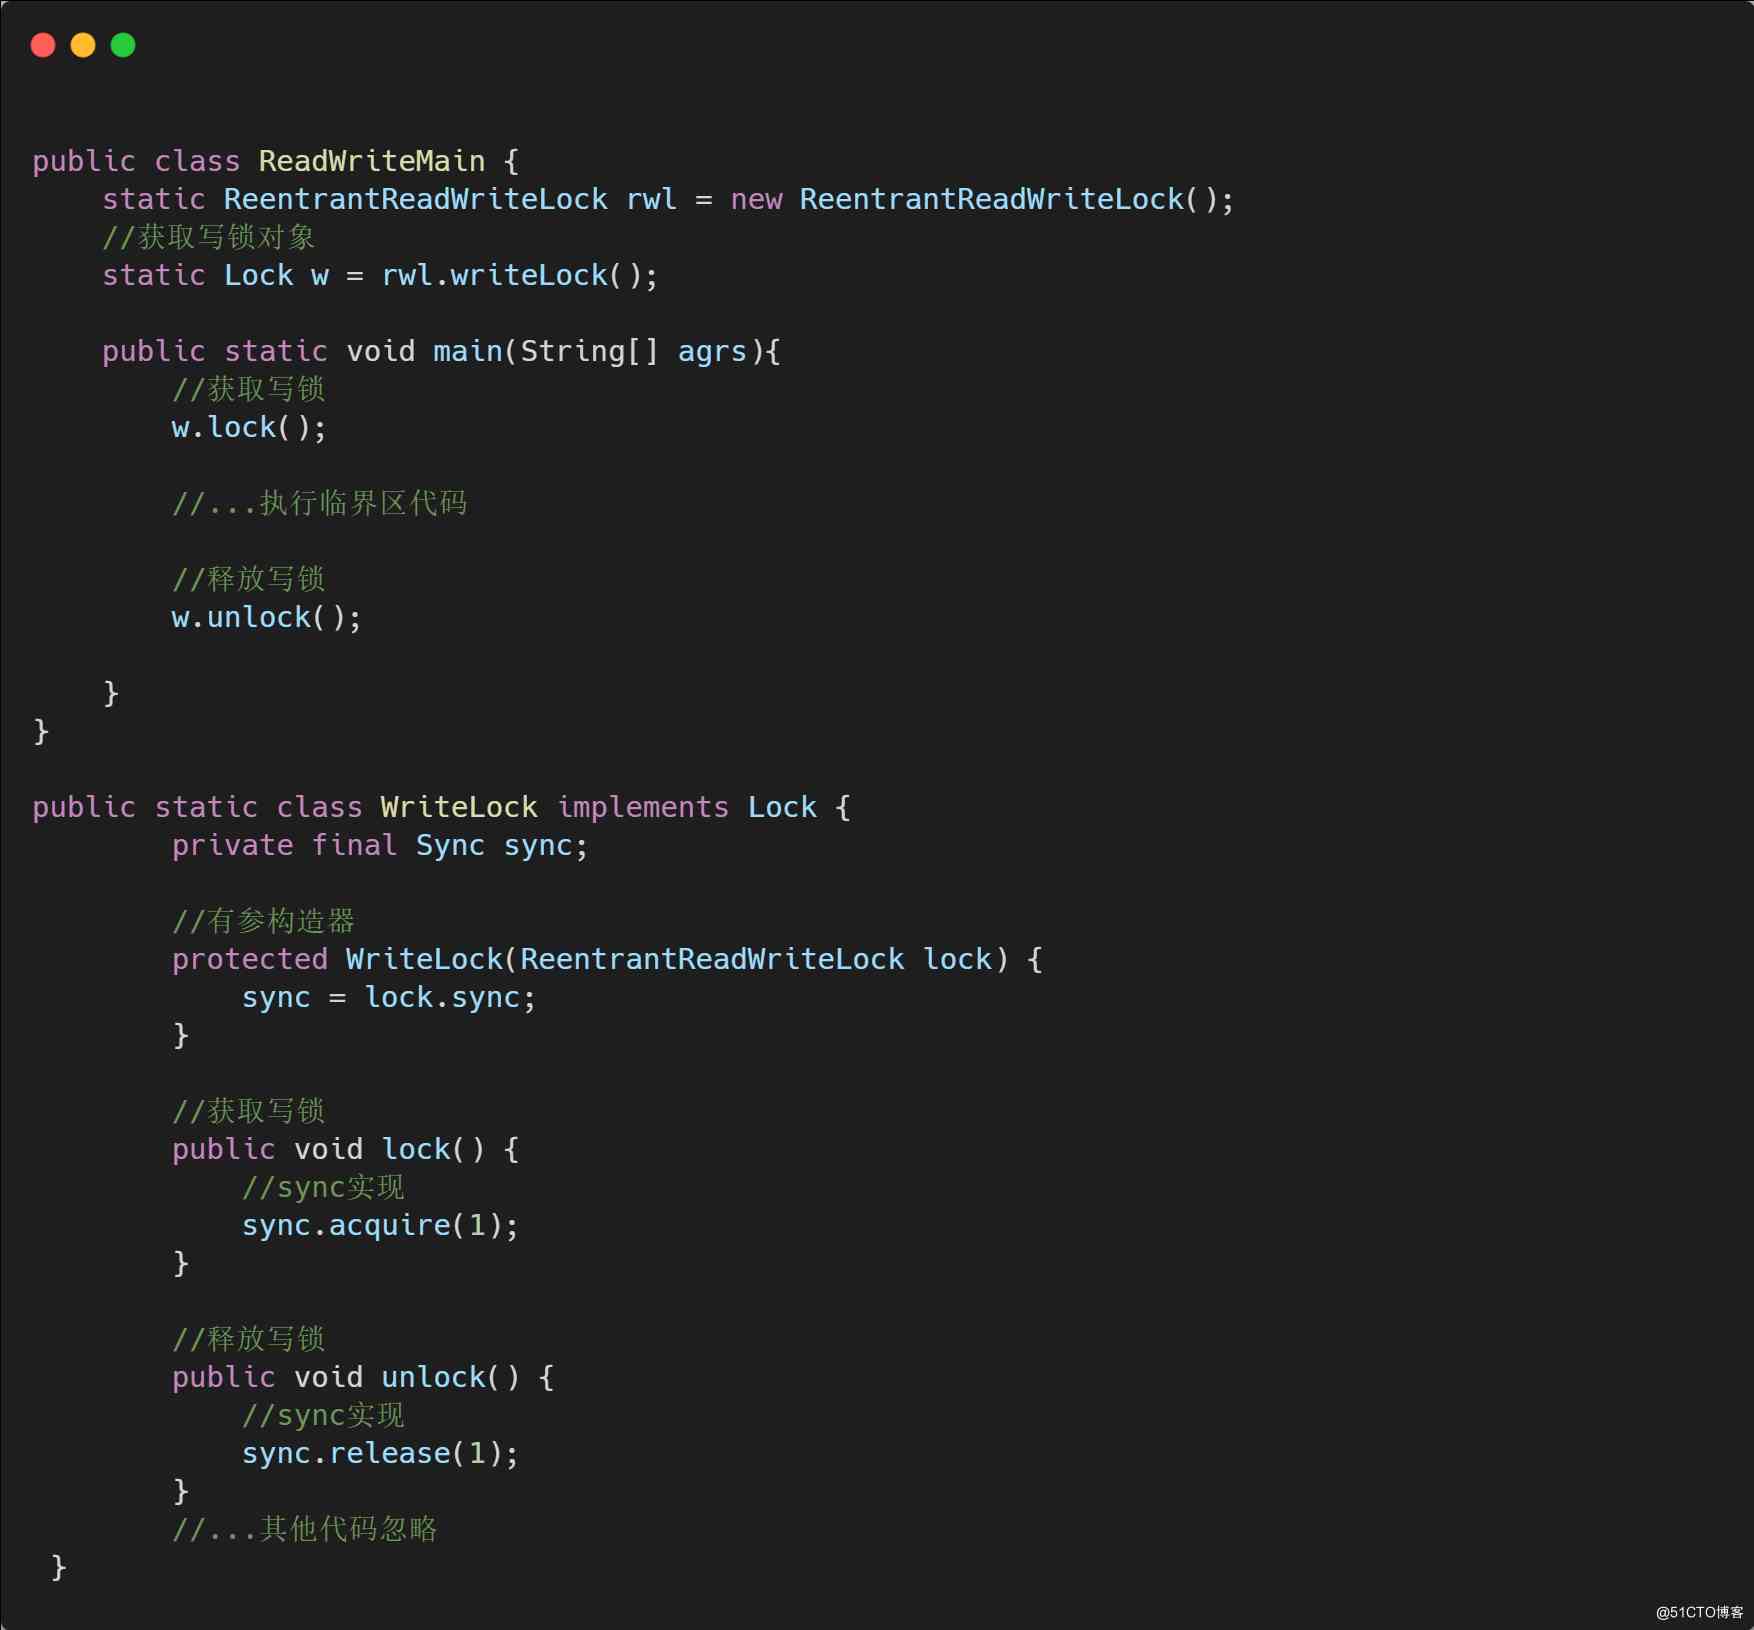 public class ReadWriteMain {
    static ReentrantReadWriteLock rwl = new ReentrantReadWriteLock();
    //获取写锁对象
    static Lock w = rwl.writeLock();
    public static void main(String[] agrs){
        //获取写锁
        w.lock();
        //...执行临界区代码
        //释放写锁
        w.unlock();
    }
}
public static class WriteLock implements Lock {
        private final Sync sync;
        //有参构造器
        protected WriteLock(ReentrantReadWriteLock lock) {
            sync = lock.sync;
        }
        //获取写锁
        public void lock() {
            //sync实现
            sync.acquire(1);
        }
        //释放写锁
        public void unlock() {
            //sync实现
            sync.release(1);
        }
        //...其他代码忽略
 }
@51CTO博客